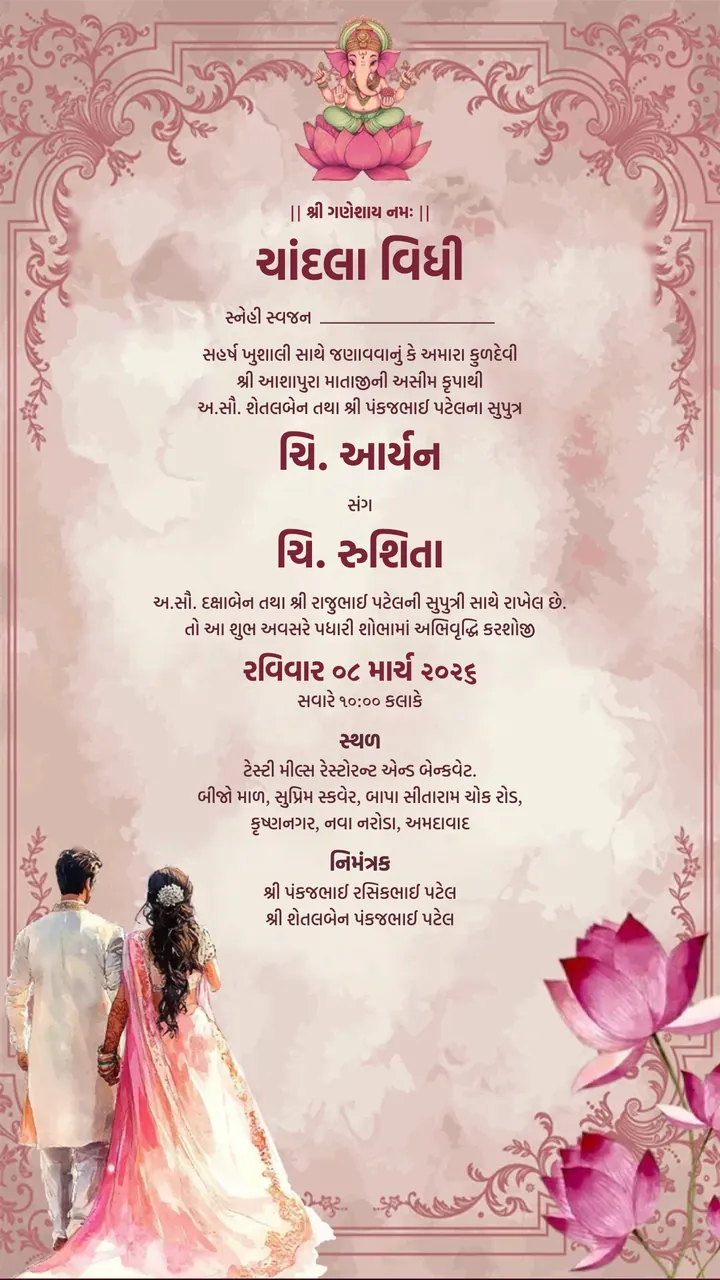 || શ્રી ગણેશાય નમઃ ||
ચાંદલા વિધી
સ્નેહી સ્વજન ____________________
સહર્ષ ખુશાલી સાથે જણાવવાનું કે અમારા કુળદેવી
શ્રી આશાપુરા માતાજીની અસીમ કૃપાથી
અ.સૌ. શેતલબેન તથા શ્રી પંકજભાઈ પટેલના સુપુત્ર
ચિ. આર્યન
સંગ
ચિ. રુશિતા
અ.સૌ. દક્ષાબેન તથા શ્રી રાજુભાઈ પટેલની સુપુત્રી સાથે રાખેલ છે.
તો આ શુભ અવસરે પધારી શોભામાં અભિવૃદ્ધિ કરશોજી
રવિવાર ૦૮ માર્ચ ૨૦૨૬
સવારે ૧૦:૦૦ કલાકે
સ્થળ
ટેસ્ટી મીલ્સ રેસ્ટોરન્ટ એન્ડ બેન્કવેટ.
બીજો માળ, સુપ્રિમ સ્કવેર, બાપા સીતારામ ચોક રોડ,
કૃષ્ણનગર, નવા નરોડા, અમદાવાદ
નિમંત્રક
શ્રી પંકજભાઈ રસિકભાઈ પટેલ
શ્રી શેતલબેન પંકજભાઈ પટેલ